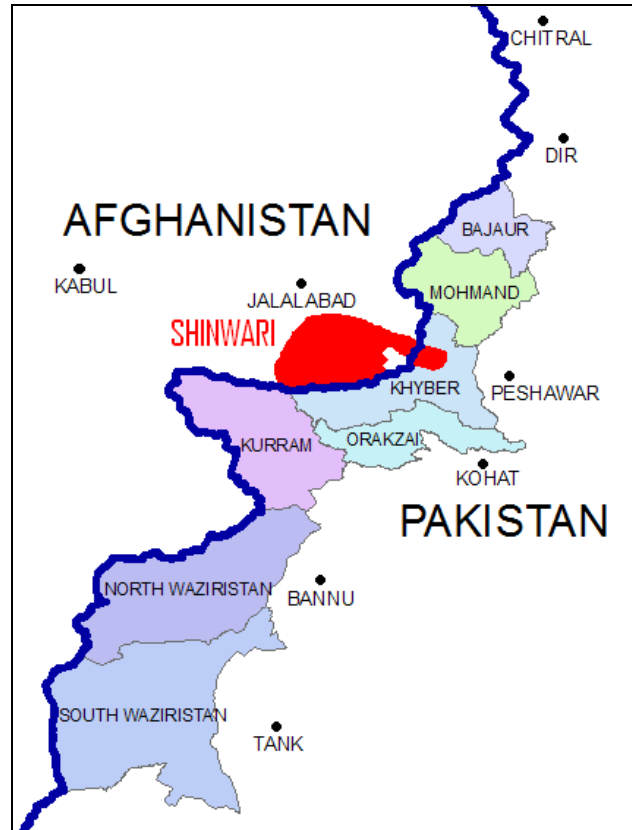 CHITRAL
DIR
AFGHANISTAN
BAJAUR
KABUL
MOHMAND
JALALABAD
SHINWARI
KHYBER
PESHAWAR
KURRAM
ORAKZAI
KOHAT
PAKISTAN
NORTH WAZIRISTAN
BANNU
SOUTH WAZIRISTAN
TANK